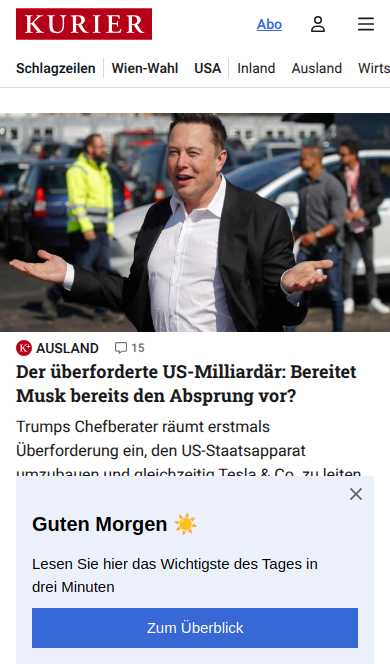 KURIER
Abo
Schlagzeilen Wien-Wahl USA Inland Ausland Wirts
K+ AUSLAND 15
Der überforderte US-Milliardär: Bereitet
Musk bereits den Absprung vor?
Trumps Chefberater räumt erstmals
Überforderung ein, den US-Staatsapparat
umzubauen und gleichzeitig Tesla & Co. zu leiten.
Guten Morgen ☀️
Lesen Sie hier das Wichtigste des Tages in
drei Minuten
Zum Überblick